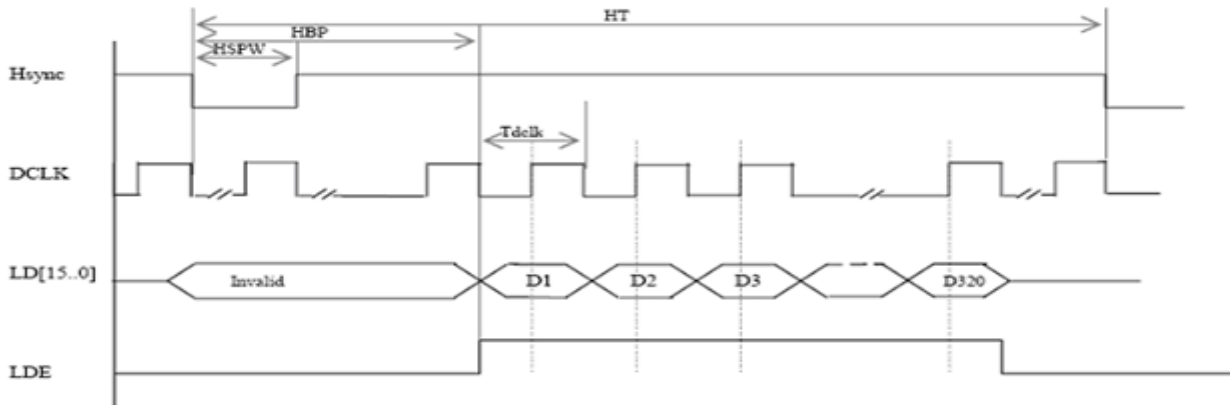 HT
HBP
HSPW
Hsync
Tdclk
DCLK
LD[15..0]
Invalid
D1
D2
D3
D320
LDE